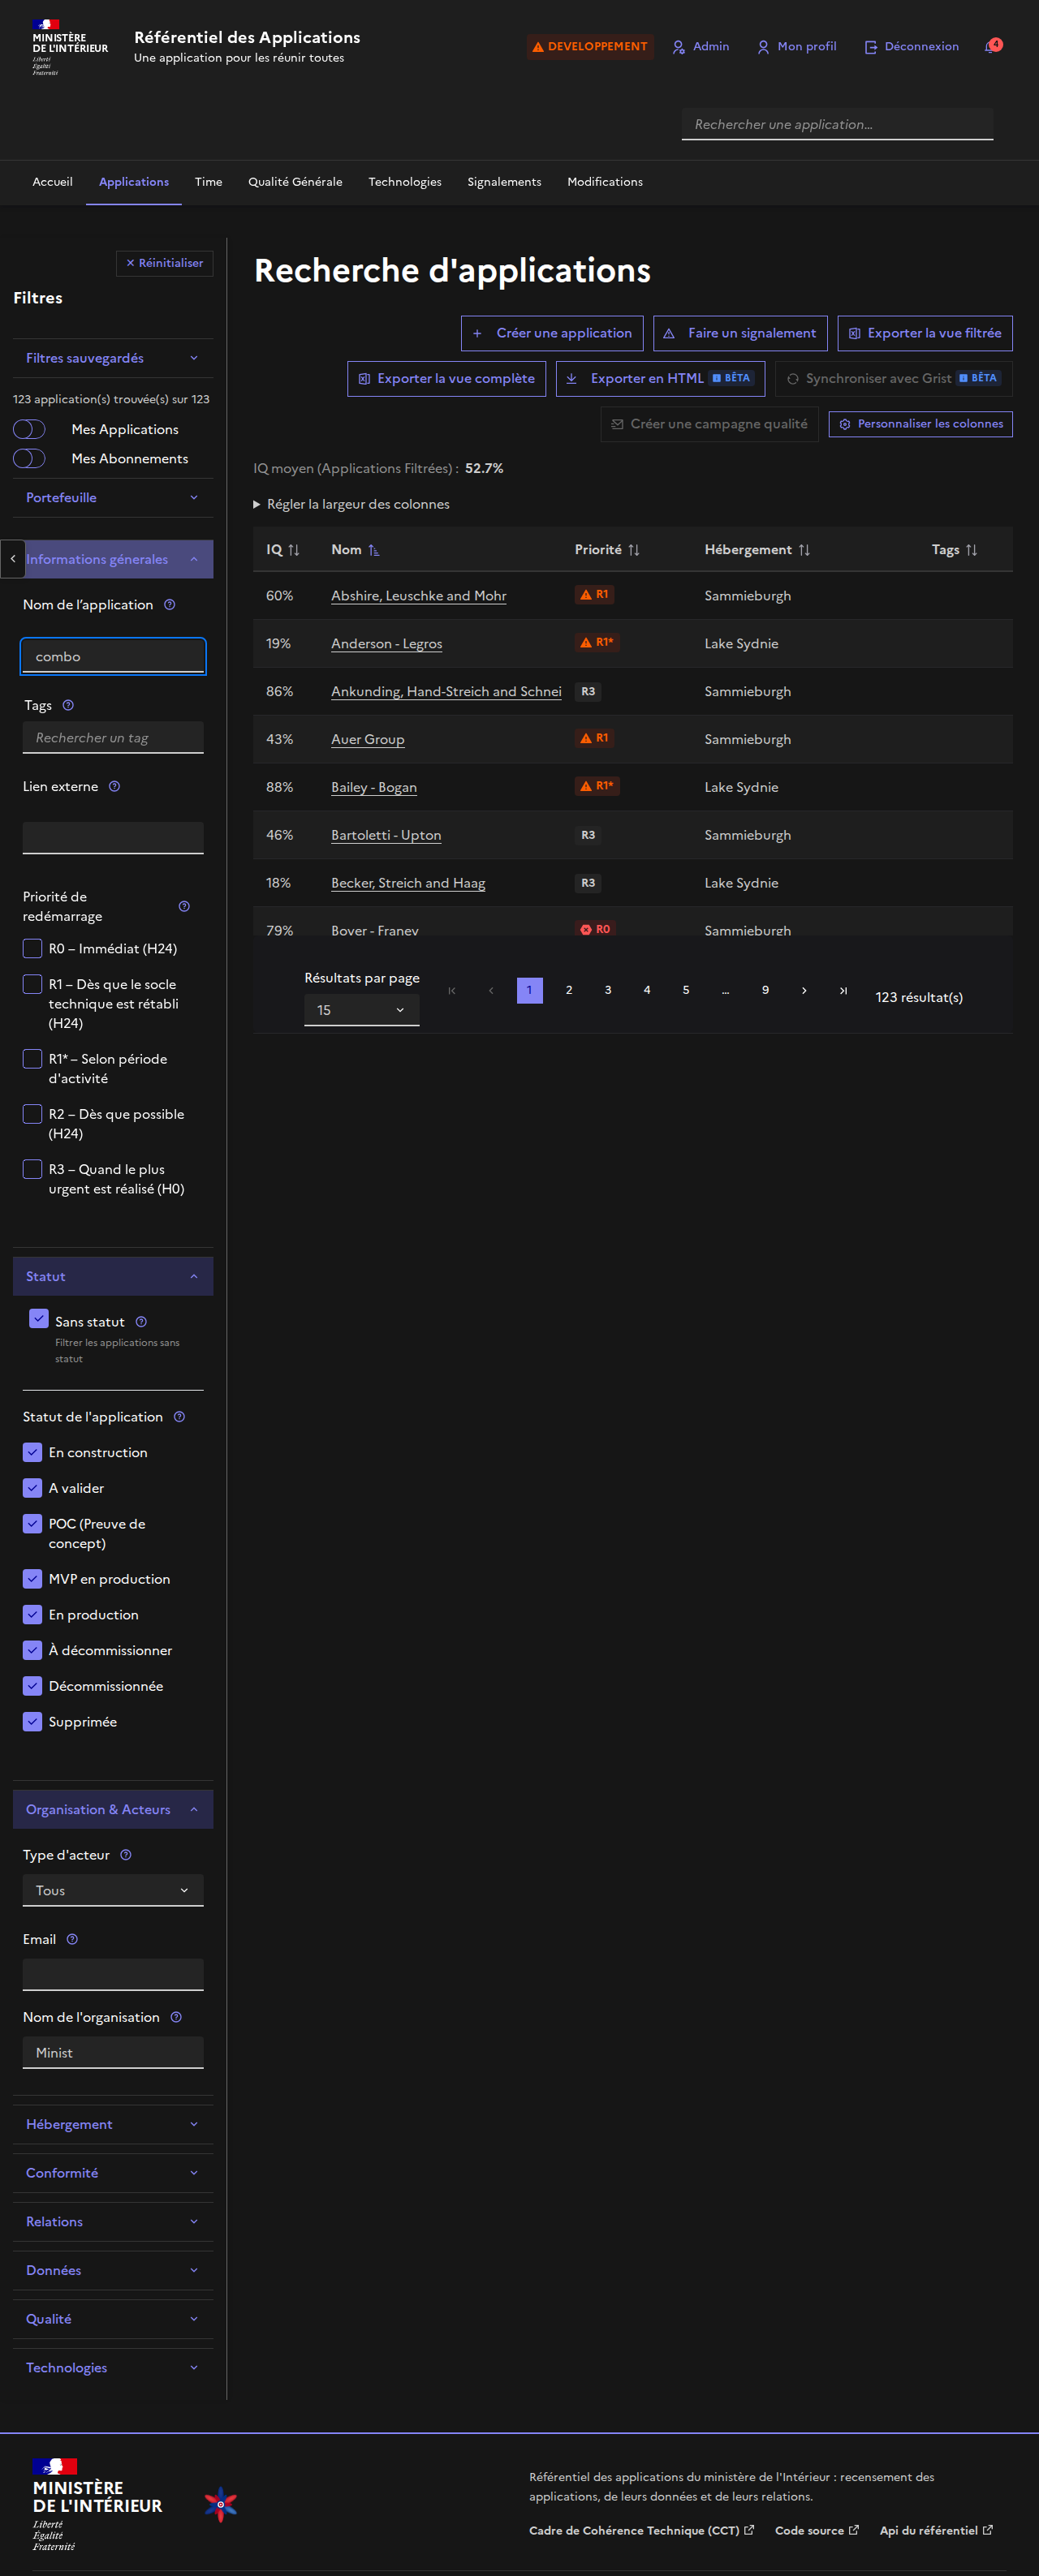 MINISTÈRE
DE L'INTÉRIEUR
Liberté
Égalité
Fraternité
Référentiel des Applications
Une application pour les réunir toutes
DEVELOPPEMENT
Admin
Mon profil
Déconnexion
4
Rechercher une application...
Accueil
Applications
Time
Qualité Générale
Technologies
Signalements
Modifications
Réinitialiser
Filtres
Filtres sauvegardés
123 application(s) trouvée(s) sur 123
Mes Applications
Mes Abonnements
Portefeuille
Informations génerales
Nom de l’application
combo
Tags
Rechercher un tag
Lien externe
Priorité de
redémarrage
R0 – Immédiat (H24)
R1 – Dès que le socle
technique est rétabli
(H24)
R1* – Selon période
d'activité
R2 – Dès que possible
(H24)
R3 – Quand le plus
urgent est réalisé (H0)
Statut
Sans statut
Filtrer les applications sans
statut
Statut de l'application
En construction
A valider
POC (Preuve de
concept)
MVP en production
En production
À décommissionner
Décommissionnée
Supprimée
Organisation & Acteurs
Type d'acteur
Tous
Email
Nom de l'organisation
Minist
Hébergement
Conformité
Relations
Données
Qualité
Technologies
Recherche d'applications
Créer une application
Faire un signalement
Exporter la vue filtrée
Exporter la vue complète
Exporter en HTML BÊTA
Synchroniser avec Grist BÊTA
Créer une campagne qualité
Personnaliser les colonnes
IQ moyen (Applications Filtrées) : 52.7%
Régler la largeur des colonnes
IQ Nom Priorité Hébergement Tags
60% Abshire, Leuschke and Mohr R1 Sammieburgh
19% Anderson - Legros R1* Lake Sydnie
86% Ankunding, Hand-Streich and Schnei R3 Sammieburgh
43% Auer Group R1 Sammieburgh
88% Bailey - Bogan R1* Lake Sydnie
46% Bartoletti - Upton R3 Sammieburgh
18% Becker, Streich and Haag R3 Lake Sydnie
79% Boyer - Franey R0 Sammieburgh
Résultats par page
15
1 2 3 4 5 ... 9
123 résultat(s)
MINISTÈRE
DE L'INTÉRIEUR
Liberté
Égalité
Fraternité
Référentiel des applications du ministère de l'Intérieur : recensement des
applications, de leurs données et de leurs relations.
Cadre de Cohérence Technique (CCT)
Code source
Api du référentiel